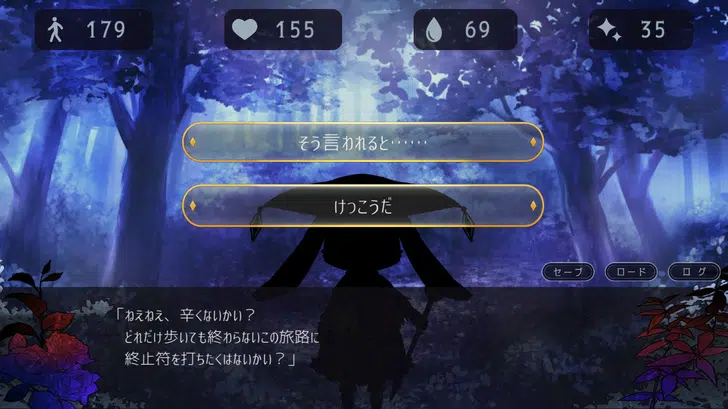 179 155 69 35
そう言われると……
けっこうだ
セーブ ロード ログ
「ねえねえ、辛くないかい？
どれだけ歩いても終わらないこの旅路に
終止符を打ちたくはないかい？」